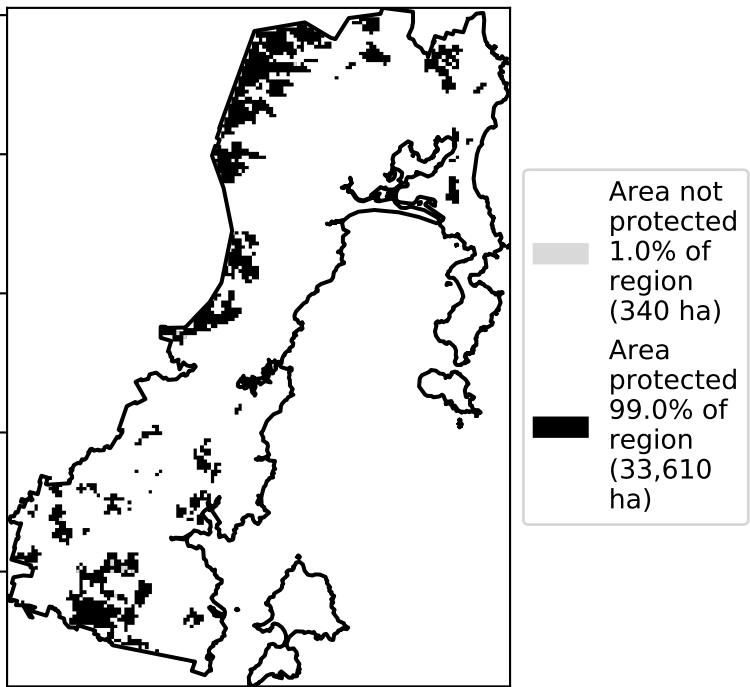 Area not
protected
1.0% of
region
(340 ha)
Area
protected
99.0% of
region
(33,610
ha)